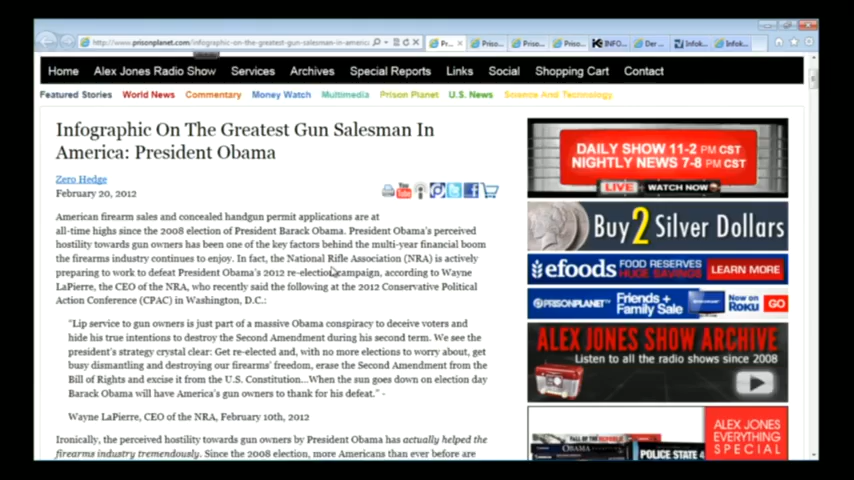 http://www.prisonplanet.com/infographic-on-the-greatest-gun-salesman-in-americ
Pr...
Priso...
Priso...
Priso...
INFO...
Der ...
Infok...
Infok...
Home Alex Jones Radio Show Services Archives Special Reports Links Social Shopping Cart Contact
Featured Stories World News Commentary Money Watch Multimedia Prison Planet U.S. News Science And Technology
Infographic On The Greatest Gun Salesman In
America: President Obama
Zero Hedge
February 20, 2012
You
Tube
American firearm sales and concealed handgun permit applications are at
all-time highs since the 2008 election of President Barack Obama. President Obama's perceived
hostility towards gun owners has been one of the key factors behind the multi-year financial boom
the firearms industry continues to enjoy. In fact, the National Rifle Association (NRA) is actively
preparing to work to defeat President Obama's 2012 re-election campaign, according to Wayne
LaPierre, the CEO of the NRA, who recently said the following at the 2012 Conservative Political
Action Conference (CPAC) in Washington, D.C.:
"Lip service to gun owners is just part of a massive Obama conspiracy to deceive voters and
hide his true intentions to destroy the Second Amendment during his second term. We see the
president's strategy crystal clear: Get re-elected and, with no more elections to worry about, get
busy dismantling and destroying our firearms' freedom, erase the Second Amendment from the
Bill of Rights and excise it from the U.S. Constitution...When the sun goes down on election day
Barack Obama will have America's gun owners to thank for his defeat." -
Wayne LaPierre, CEO of the NRA, February 10th, 2012
Ironically, the perceived hostility towards gun owners by President Obama has actually helped the
firearms industry tremendously. Since the 2008 election, more Americans than ever before are
DAILY SHOW 11-2 PM CST
NIGHTLY NEWS 7-8 PM CST
LIVE WATCH NOW
Buy 2 Silver Dollars
efoods FOOD RESERVES
HUGE SAVINGS LEARN MORE
PRISONPLANET Friends +
Family Sale Now on
ROKU GO
ALEX JONES SHOW ARCHIVE
Listen to all the radio shows since 2008
ALEX JONES
EVERYTHING
SPECIAL
FALL OF THE REPUBLIC
OBAMA
POLICE STATE 4